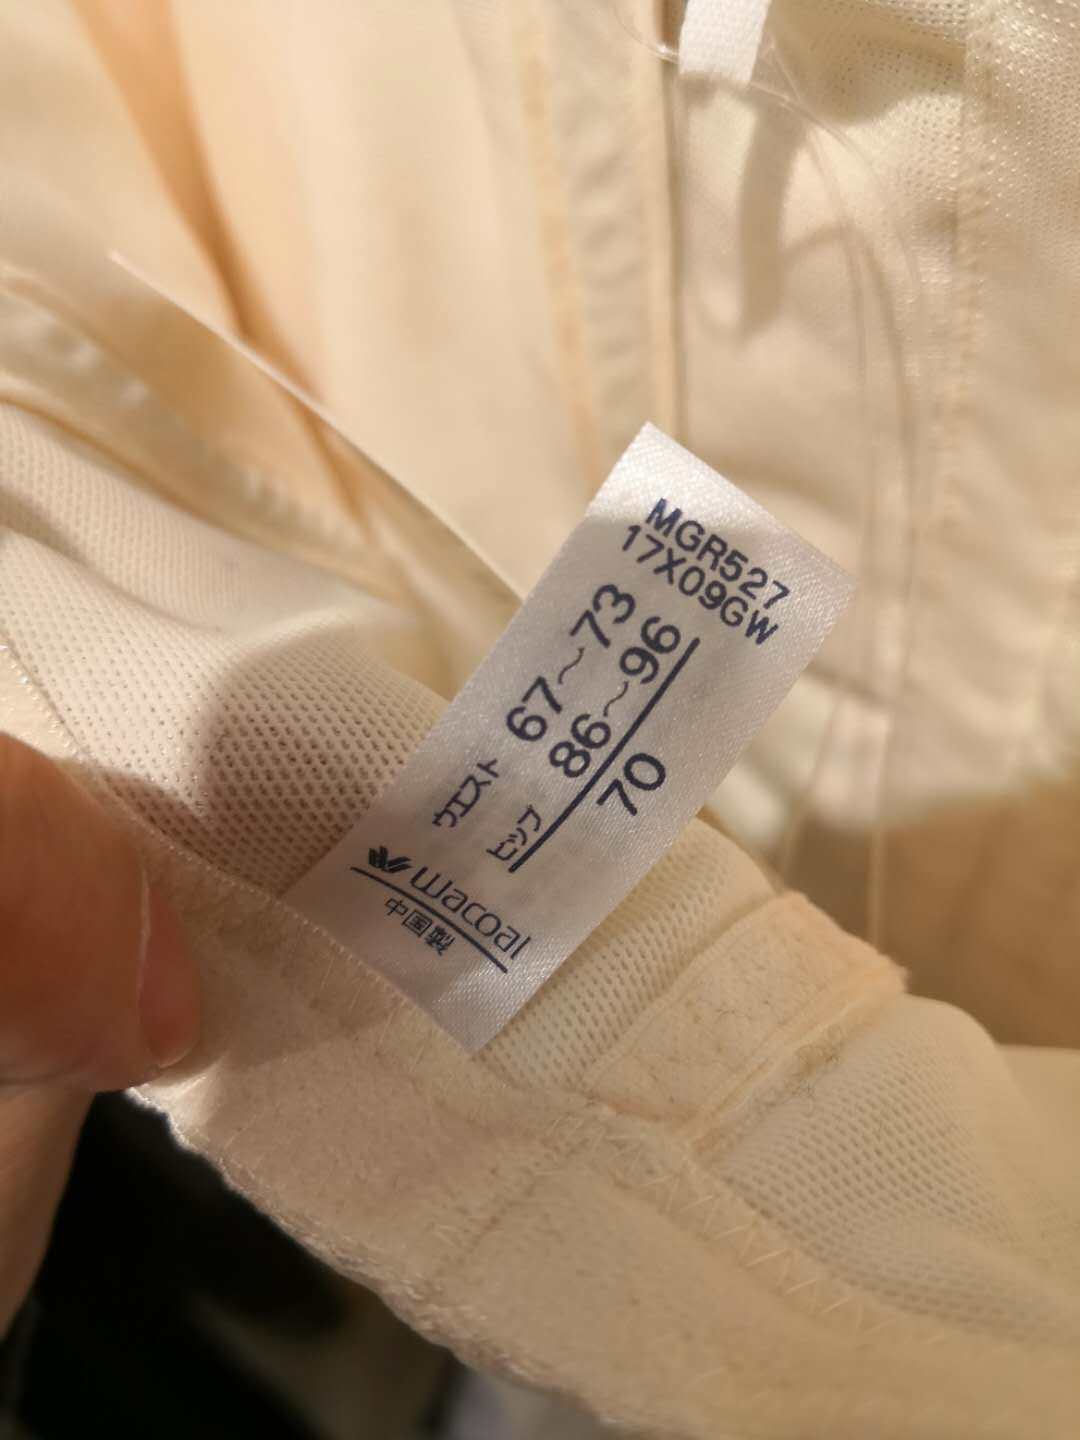 MGR527
17X09GW
ウエスト 67～73
ヒップ 86～96
70
wacoal
中国製